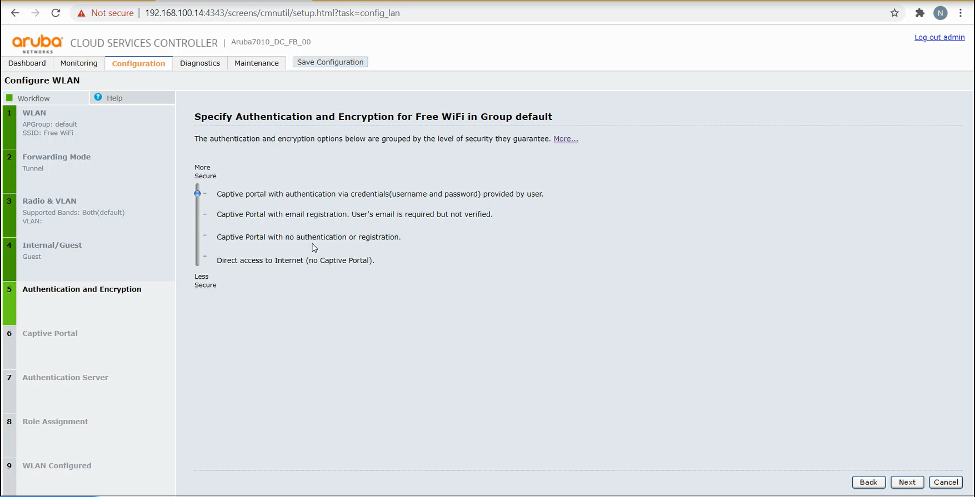 Not secure | 192.168.100.14:4343/screens/cmnutil/setup.html?task=config_lan
N
aruba
NETWORKS
CLOUD SERVICES CONTROLLER | Aruba7010_DC_FB_00
Log out admin
Dashboard Monitoring Configuration Diagnostics Maintenance Save Configuration
Configure WLAN
Workflow ? Help
1 WLAN
APGroup: default
SSID: Free WiFi
2 Forwarding Mode
Tunnel
3 Radio & VLAN
Supported Bands: Both(default)
VLAN:
4 Internal/Guest
Guest
5 Authentication and Encryption
6 Captive Portal
7 Authentication Server
8 Role Assignment
9 WLAN Configured
Specify Authentication and Encryption for Free WiFi in Group default
The authentication and encryption options below are grouped by the level of security they guarantee. More...
More
Secure
Captive portal with authentication via credentials(username and password) provided by user.
Captive Portal with email registration. User's email is required but not verified.
Captive Portal with no authentication or registration.
Direct access to Internet (no Captive Portal).
Less
Secure
Back Next Cancel